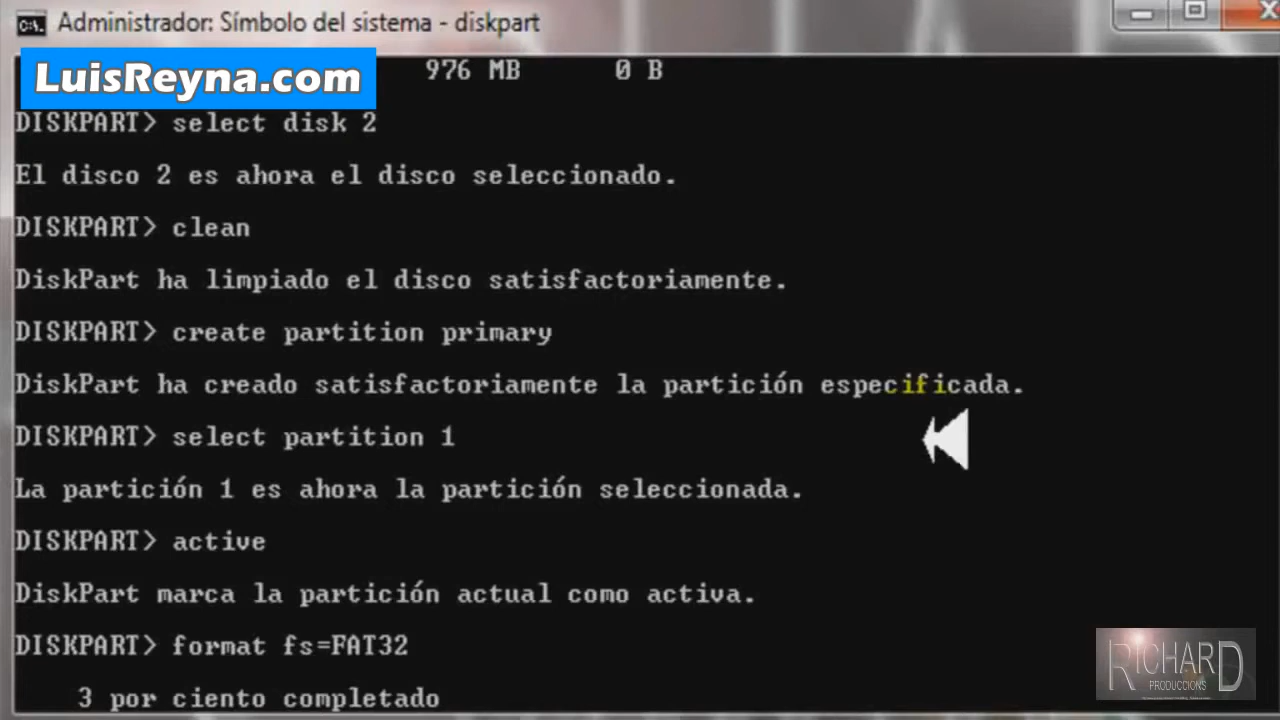 Administrador: Símbolo del sistema - diskpart
LuisReyna.com
976 MB 0 B
DISKPART> select disk 2
El disco 2 es ahora el disco seleccionado.
DISKPART> clean
DiskPart ha limpiado el disco satisfactoriamente.
DISKPART> create partition primary
DiskPart ha creado satisfactoriamente la partición especificada.
DISKPART> select partition 1
La partición 1 es ahora la partición seleccionada.
DISKPART> active
DiskPart marca la partición actual como activa.
DISKPART> format fs=FAT32
3 por ciento completado
RICHARD
PRODUCCIONS